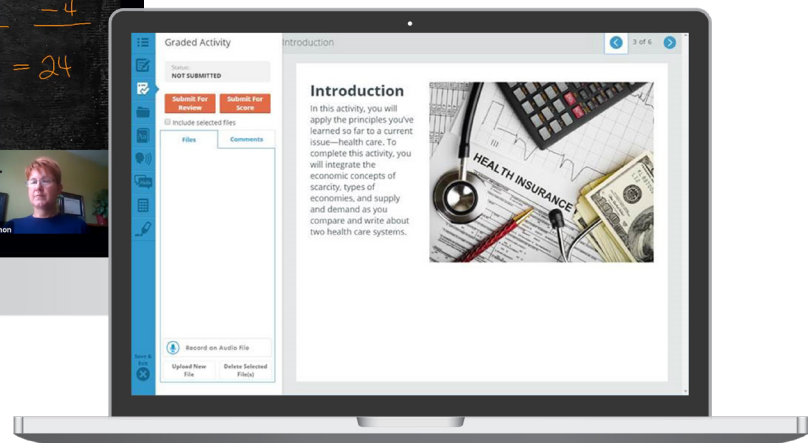 -4
= 24
non
Graded Activity
Introduction
3 of 6
Status:
NOT SUBMITTED
Submit For
Review
Submit For
Score
Include selected files
Files
Comments
Introduction
In this activity, you will
apply the principles you've
learned so far to a current
issue—health care. To
complete this activity, you
will integrate the
economic concepts of
scarcity, types of
economies, and supply
and demand as you
compare and write about
two health care systems.
HEALTH INSURANCE
Record an Audio File
Upload New
File
Delete Selected
File(s)
Save &
Exit